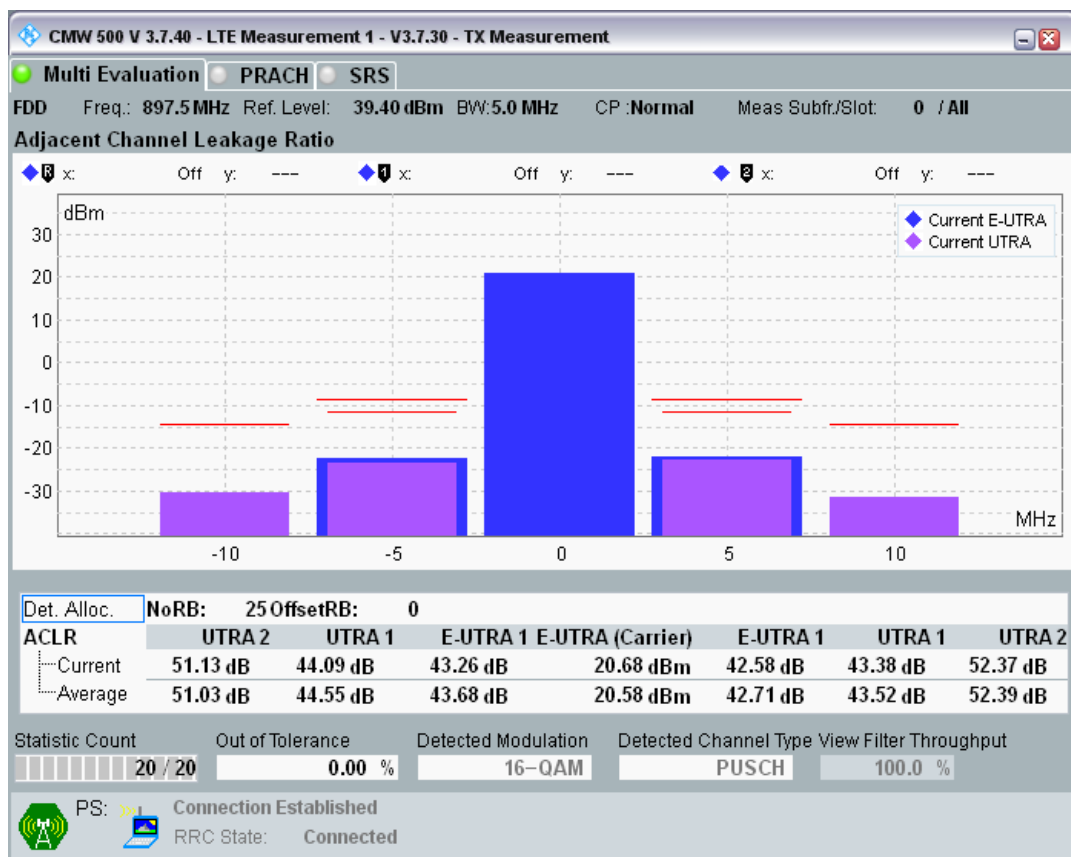 CMW 500 V 3.7.40 - LTE Measurement 1 - V3.7.30 - TX Measurement
Multi Evaluation PRACH SRS
FDD Freq.: 897.5 MHz Ref. Level: 39.40 dBm BW:5.0 MHz CP :Normal Meas Subfr./Slot: 0 / All
Adjacent Channel Leakage Ratio
R x: Off y: --- 1 x: Off y: --- 2 x: Off y: ---
dBm
Current E-UTRA
Current UTRA
30
20
10
0
-10
-20
-30
MHz
-10 -5 0 5 10
Det. Alloc. NoRB: 25 OffsetRB: 0
ACLR UTRA 2 UTRA 1 E-UTRA 1 E-UTRA (Carrier) E-UTRA 1 UTRA 1 UTRA 2
Current 51.13 dB 44.09 dB 43.26 dB 20.68 dBm 42.58 dB 43.38 dB 52.37 dB
Average 51.03 dB 44.55 dB 43.68 dB 20.58 dBm 42.71 dB 43.52 dB 52.39 dB
Statistic Count Out of Tolerance Detected Modulation Detected Channel Type View Filter Throughput
20 / 20 0.00 % 16-QAM PUSCH 100.0 %
PS: Connection Established
RRC State: Connected